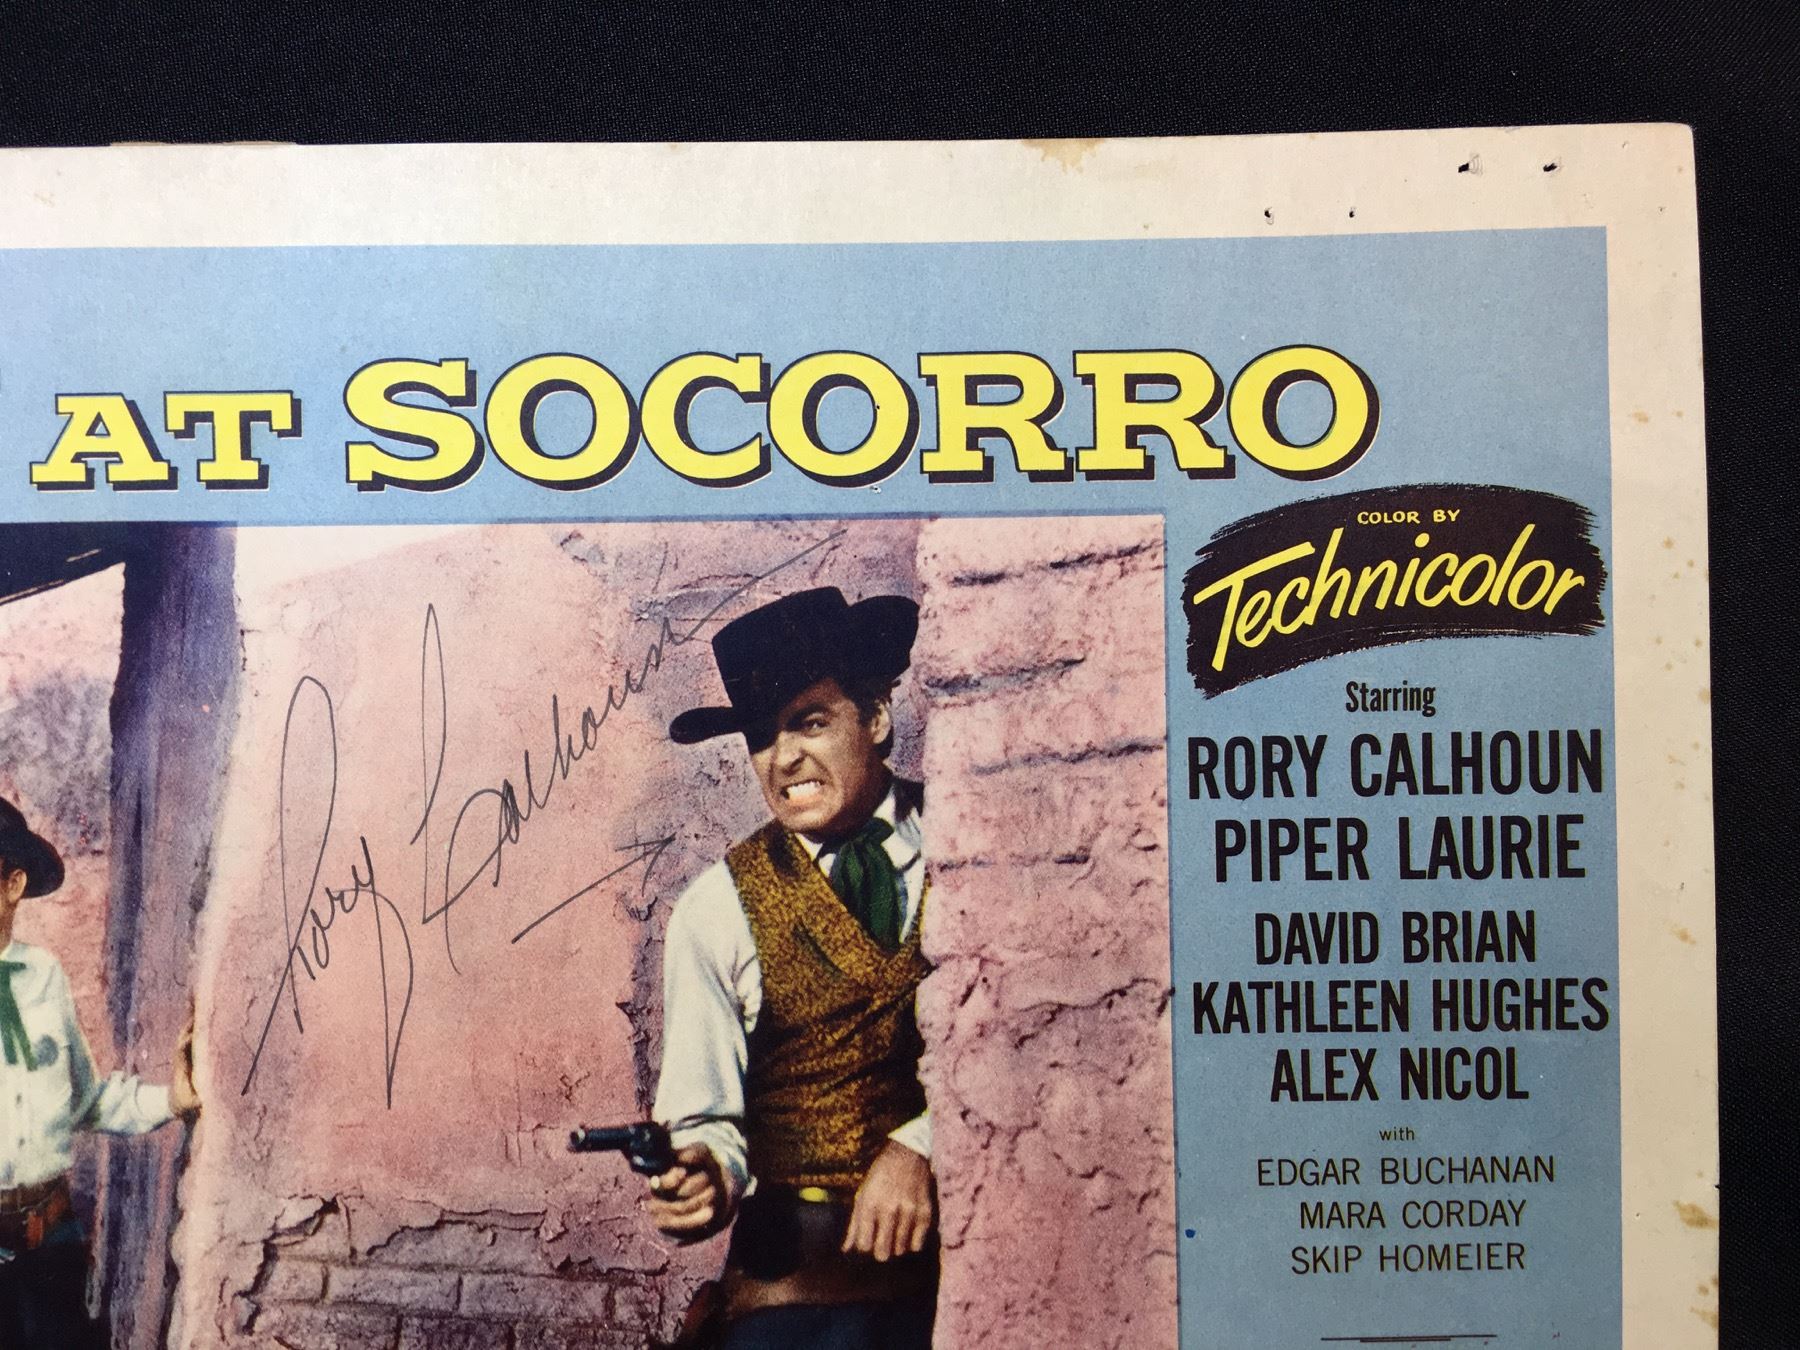 AT SOCORRO
COLOR BY
Technicolor
Rory Calhoun
Starring
RORY CALHOUN
PIPER LAURIE
DAVID BRIAN
KATHLEEN HUGHES
ALEX NICOL
with
EDGAR BUCHANAN
MARA CORDAY
SKIP HOMEIER